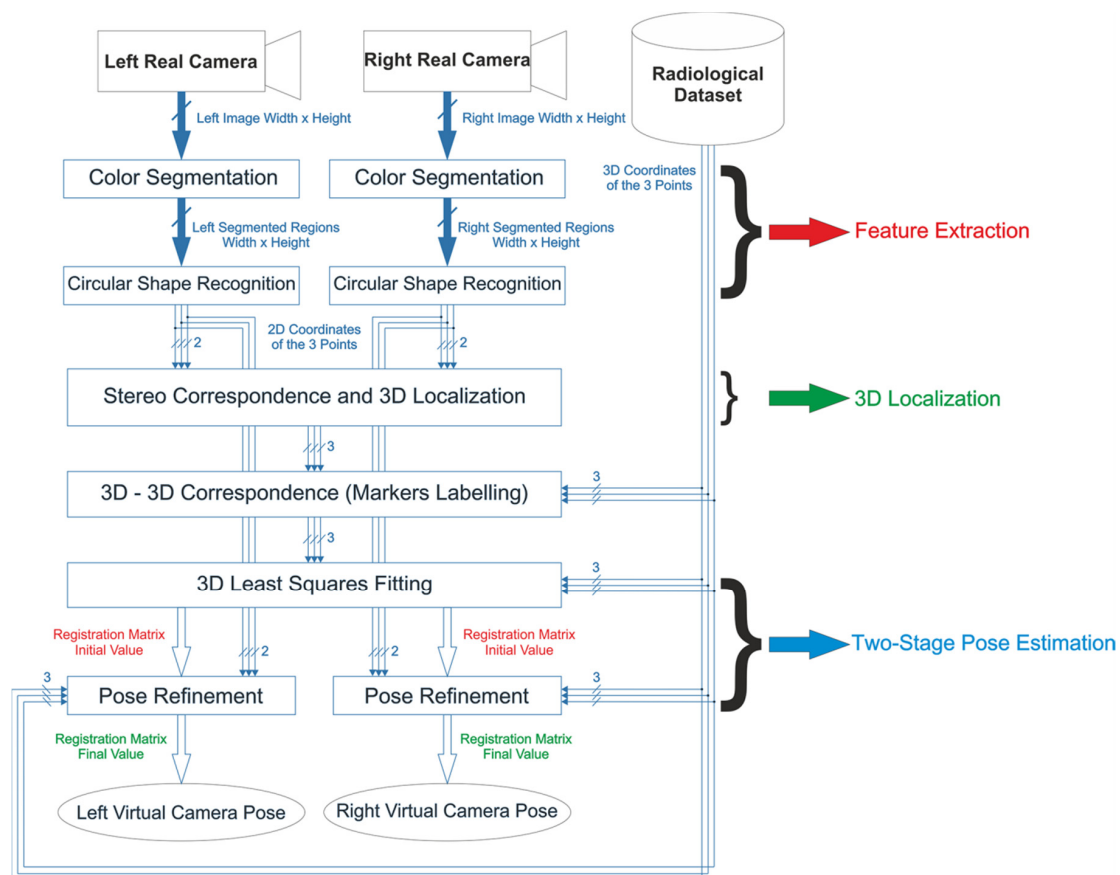 Left Real Camera
Right Real Camera
Radiological
Dataset
Left Image Width x Height
Right Image Width x Height
3D Coordinates
of the 3 Points
Color Segmentation
Color Segmentation
Left Segmented Regions
Width x Height
Right Segmented Regions
Width x Height
Feature Extraction
Circular Shape Recognition
Circular Shape Recognition
2D Coordinates
of the 3 Points
2
2
Stereo Correspondence and 3D Localization
3D Localization
3
3D - 3D Correspondence (Markers Labelling)
3
3
3D Least Squares Fitting
3
Registration Matrix
Initial Value
2
2
Registration Matrix
Initial Value
Two-Stage Pose Estimation
3
Pose Refinement
Pose Refinement
3
Registration Matrix
Final Value
Registration Matrix
Final Value
Left Virtual Camera Pose
Right Virtual Camera Pose